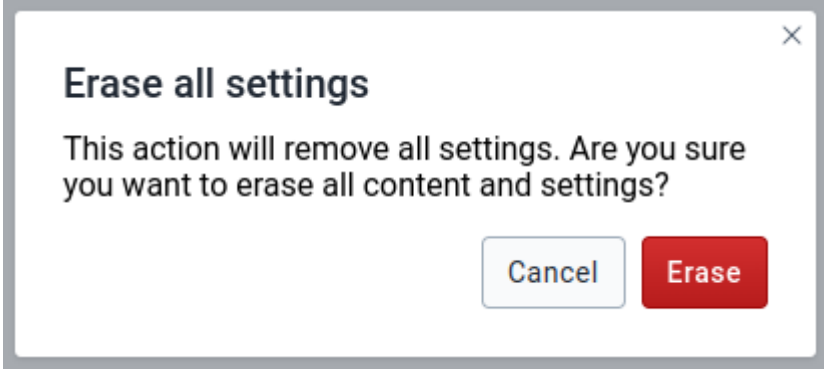 Erase all settings
This action will remove all settings. Are you sure
you want to erase all content and settings?
Cancel
Erase